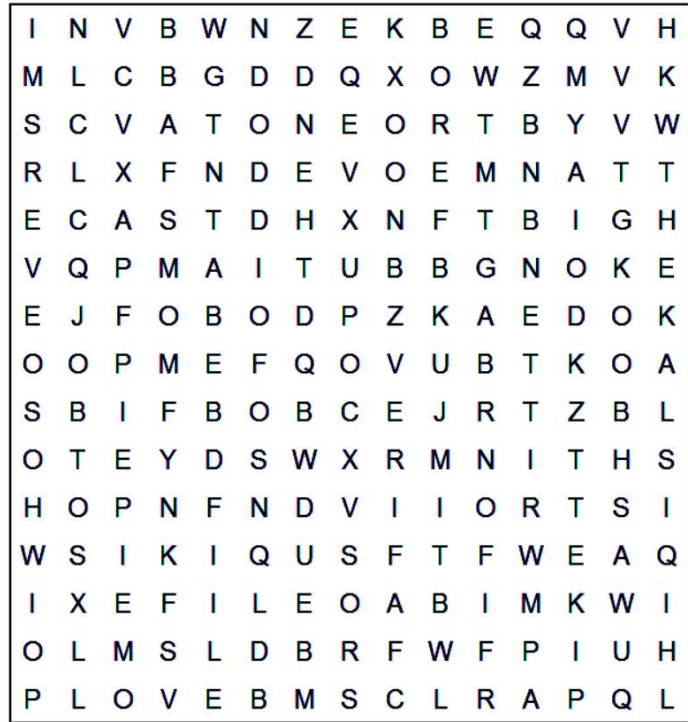 I N V B W N Z E K B E Q Q V H
M L C B G D D Q X O W Z M V K
S C V A T O N E O R T B Y V W
R L X F N D E V O E M N A T T
E C A S T D H X N F T B I G H
V Q P M A I T U B B G N O K E
E J F O B O D P Z K A E D O K
O O P M E F Q O V U B T K O A
S B I F B O B C E J R T Z B L
O T E Y D S W X R M N I T H S
H O P N F N D V I I O R T S I
W S I K I Q U S F T F W E A Q
I X E F I L E O A B I M K W I
O L M S L D B R F W F P I U H
P L O V E B M S C L R A P Q L